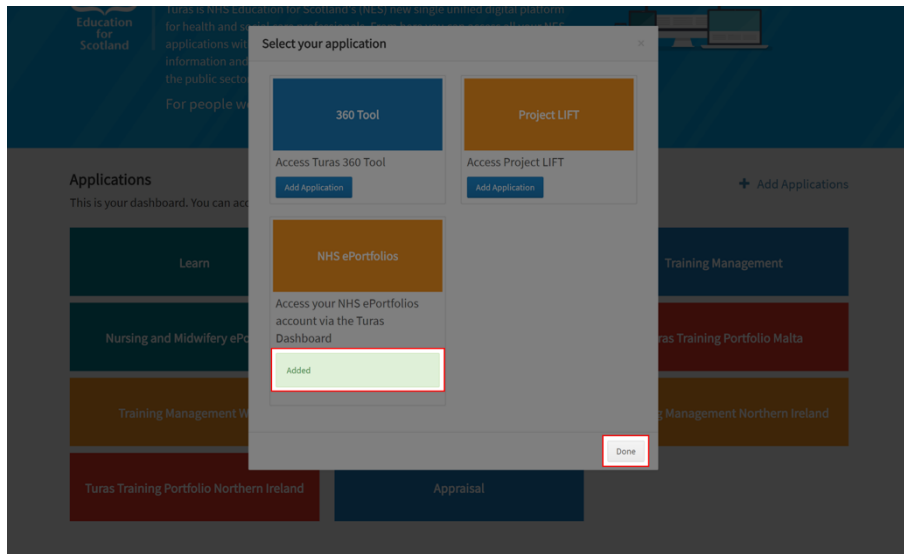 Turas is NHS Education for Scotland's (NES) new single unified digital platform
Education
for
Scotland
for health and social care professionals. From here you can access all your NES
applications wit
information and
the public secto
For people w
Select your application
×
360 Tool
Project LIFT
Access Turas 360 Tool
Access Project LIFT
Add Application
Add Application
NHS ePortfolios
Access your NHS ePortfolios
account via the Turas
Dashboard
Added
Done
Applications
+ Add Applications
This is your dashboard. You can acc
Learn
Training Management
Nursing and Midwifery ePo
ras Training Portfolio Malta
Training Management W
g Management Northern Ireland
Turas Training Portfolio Northern Ireland
Appraisal